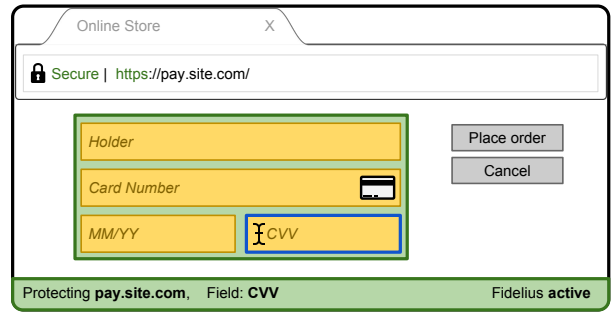 Online Store X
Secure | https://pay.site.com/
Holder
Place order
Card Number
Cancel
MM/YY
CVV
Protecting pay.site.com, Field: CVV Fidelius active